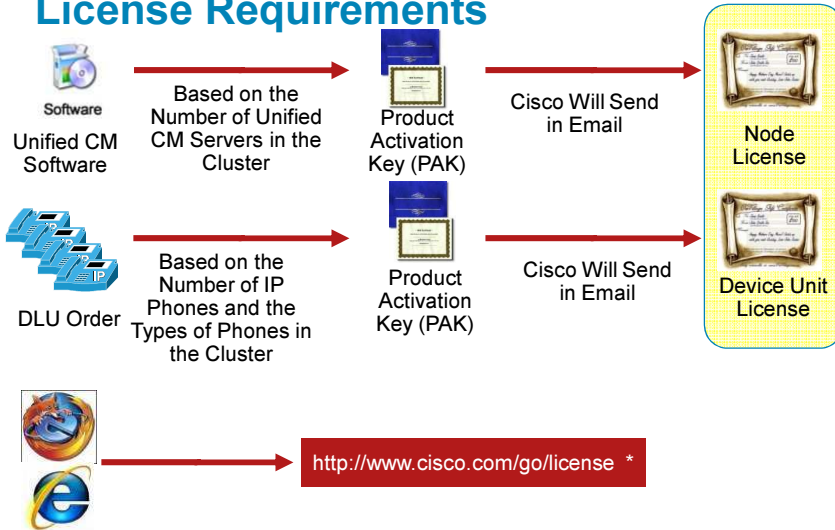 License Requirements
Software
Unified CM
Software
Based on the
Number of Unified
CM Servers in the
Cluster
Product
Activation
Key (PAK)
Cisco Will Send
in Email
Node
License
IP
DLU Order
Based on the
Number of IP
Phones and the
Types of Phones in
the Cluster
Product
Activation
Key (PAK)
Cisco Will Send
in Email
Device Unit
License
http://www.cisco.com/go/license *